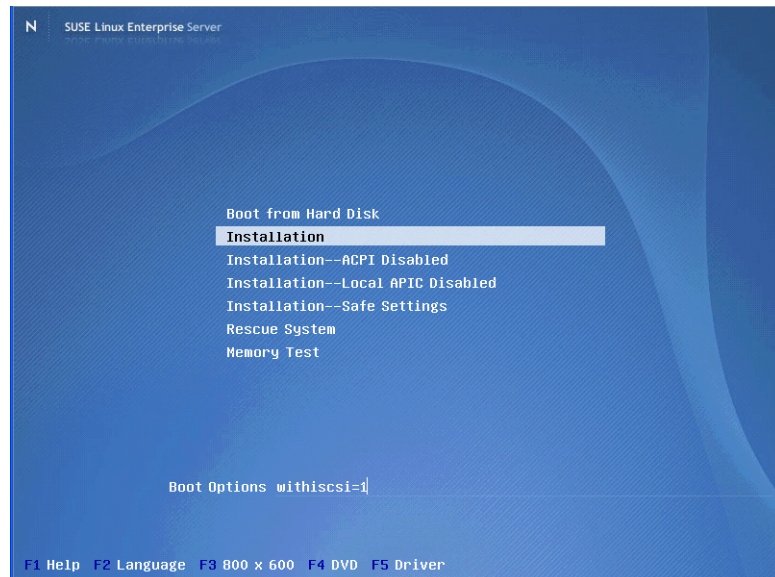 N SUSE Linux Enterprise Server
Boot from Hard Disk
Installation
Installation--ACPI Disabled
Installation--Local APIC Disabled
Installation--Safe Settings
Rescue System
Memory Test
Boot Options withiscsi=1
F1 Help F2 Language F3 800 x 600 F4 DVD F5 Driver